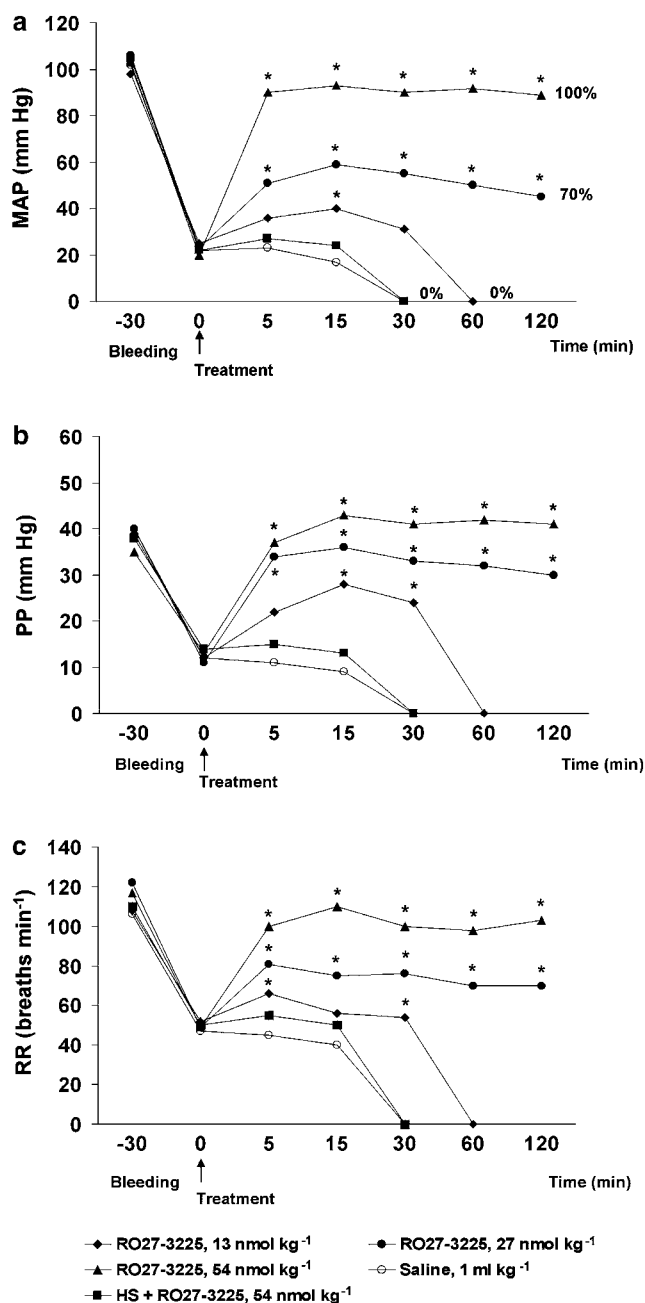 a
120
100
80
60
40
20
0
MAP (mm Hg)
* * * * *
100%
* * * * *
70%
*
0% 0%
-30 0 5 15 30 60 120
Bleeding
Treatment
Time (min)
b
60
50
40
30
20
10
0
PP (mm Hg)
* * * * *
* * * * *
* * *
-30 0 5 15 30 60 120
Bleeding
Treatment
Time (min)
c
140
120
100
80
60
40
20
0
RR (breaths min-1)
* * * * *
* * * * *
* *
-30 0 5 15 30 60 120
Bleeding
Treatment
Time (min)
RO27-3225, 13 nmol kg-1
RO27-3225, 27 nmol kg-1
RO27-3225, 54 nmol kg-1
Saline, 1 ml kg-1
HS + RO27-3225, 54 nmol kg-1